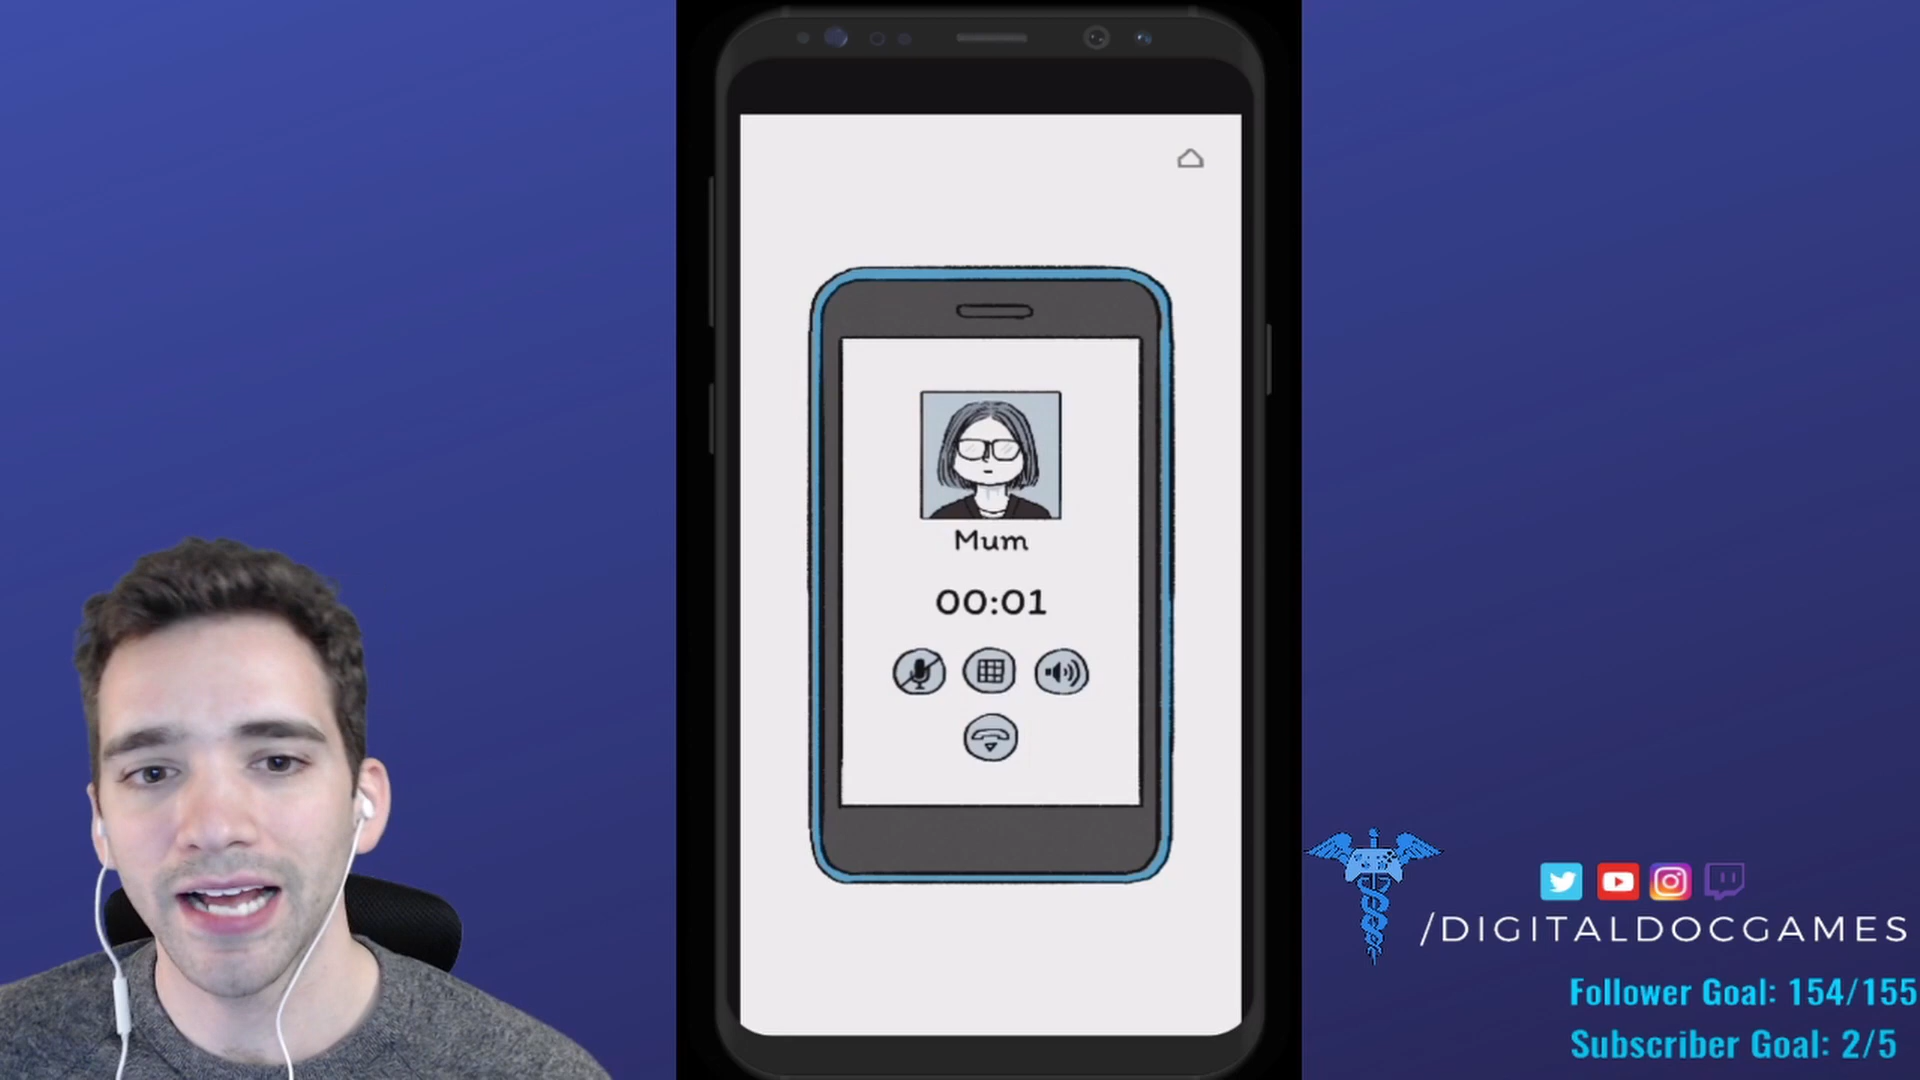 Mum
00:01
/DIGITALDOCGAMES
Follower Goal: 154/155
Subscriber Goal: 2/5